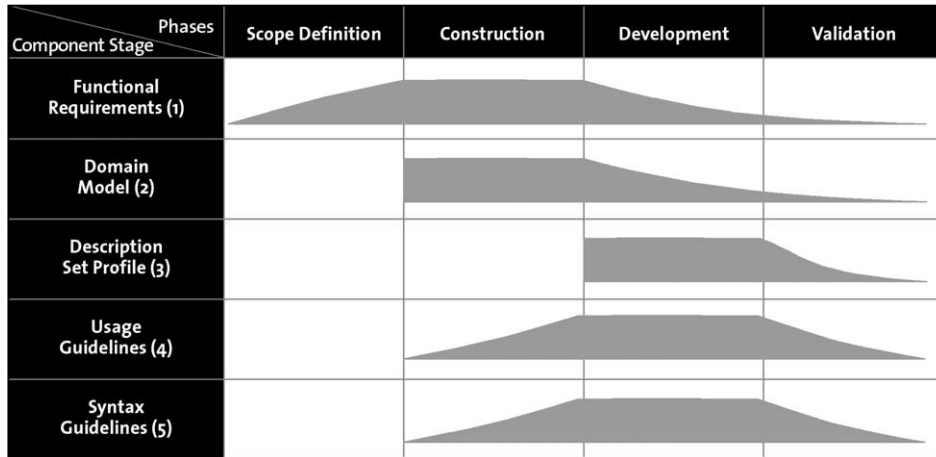 Phases
Component Stage
Scope Definition
Construction
Development
Validation
Functional
Requirements (1)
Domain
Model (2)
Description
Set Profile (3)
Usage
Guidelines (4)
Syntax
Guidelines (5)